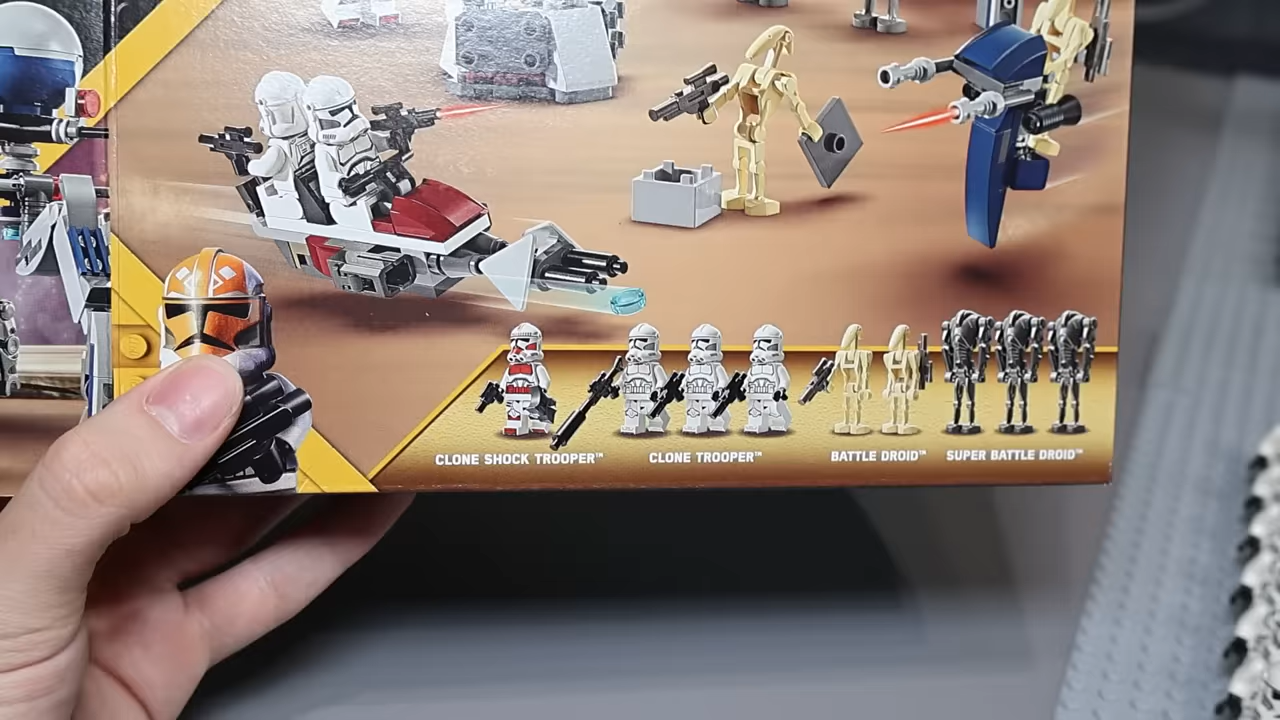 CLONE SHOCK TROOPER™ CLONE TROOPER™ BATTLE DROID™ SUPER BATTLE DROID™